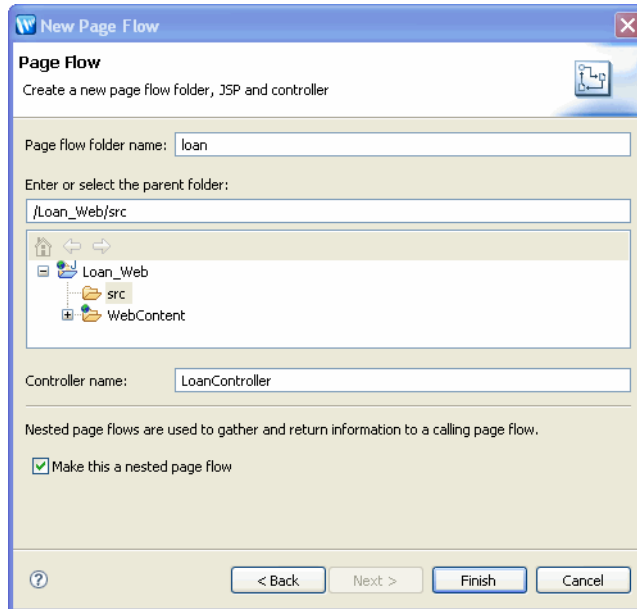 New Page Flow
Page Flow
Create a new page flow folder, JSP and controller
Page flow folder name: loan
Enter or select the parent folder:
/Loan_Web/src
Loan_Web
src
WebContent
Controller name: LoanController
Nested page flows are used to gather and return information to a calling page flow.
Make this a nested page flow
< Back Next > Finish Cancel